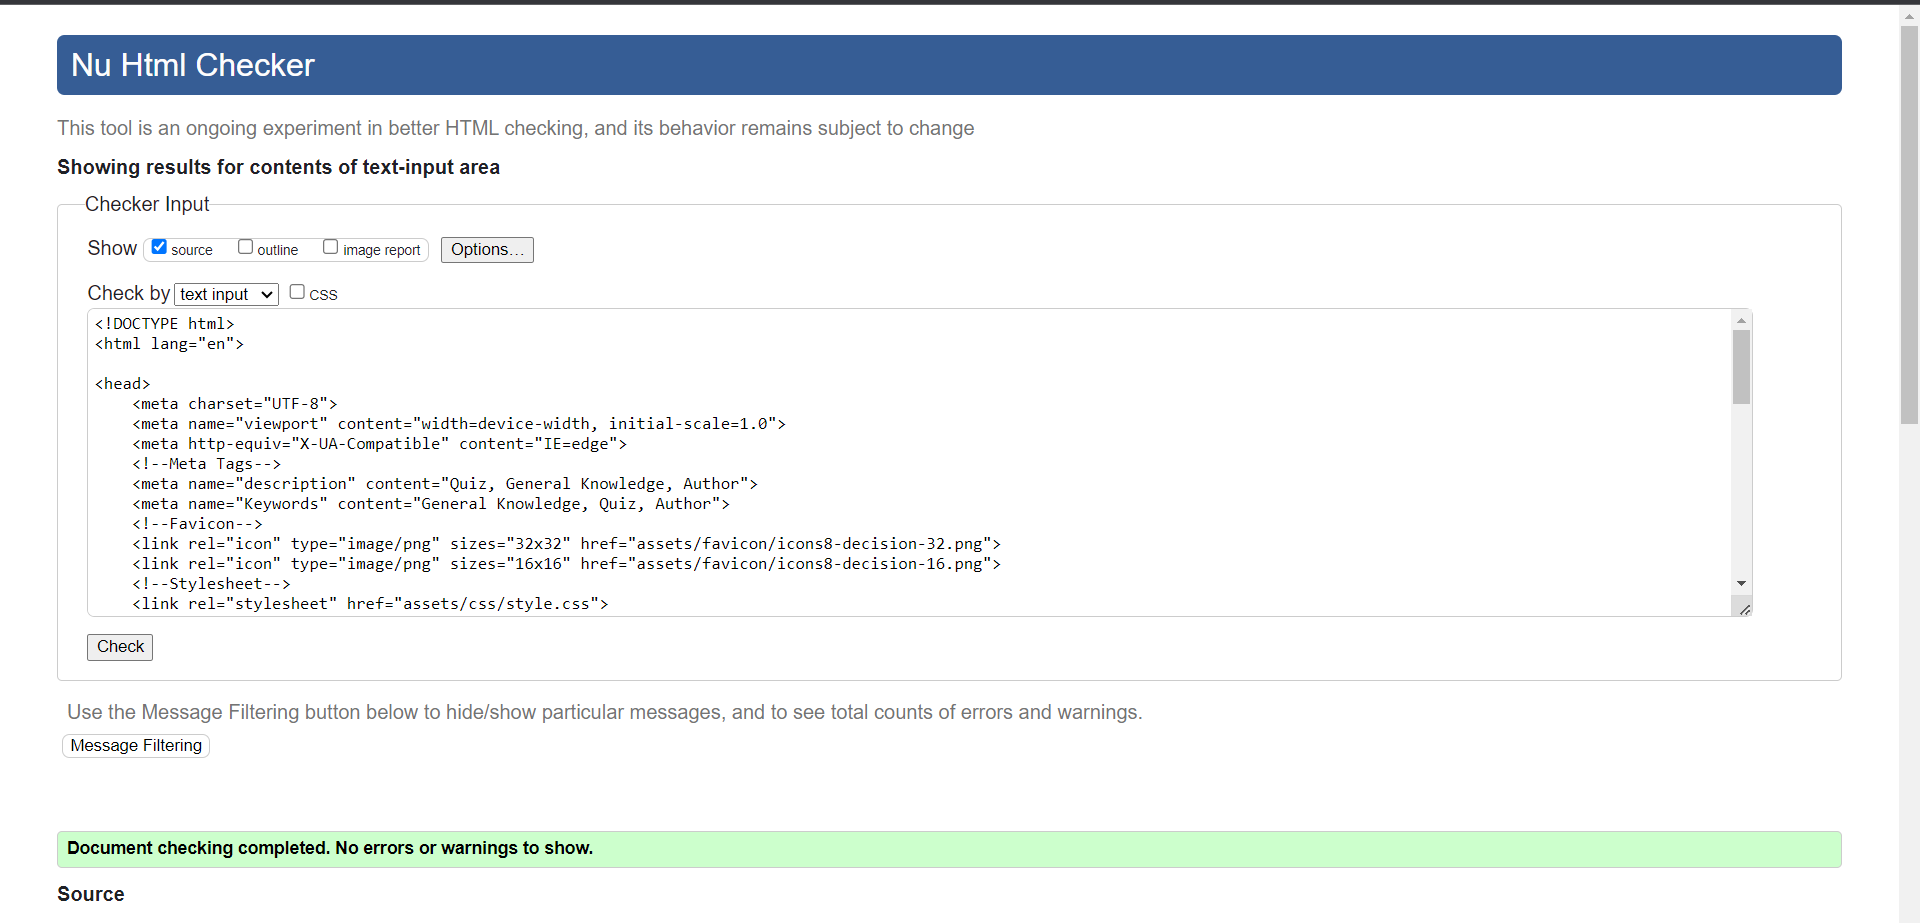 Nu Html Checker
This tool is an ongoing experiment in better HTML checking, and its behavior remains subject to change
Showing results for contents of text-input area
Checker Input
Show source outline image report Options...
Check by text input CSS
<!DOCTYPE html>
<html lang="en">
<head>
<meta charset="UTF-8">
<meta name="viewport" content="width=device-width, initial-scale=1.0">
<meta http-equiv="X-UA-Compatible" content="IE=edge">
<!--Meta Tags-->
<meta name="description" content="Quiz, General Knowledge, Author">
<meta name="Keywords" content="General Knowledge, Quiz, Author">
<!--Favicon-->
<link rel="icon" type="image/png" sizes="32x32" href="assets/favicon/icons8-decision-32.png">
<link rel="icon" type="image/png" sizes="16x16" href="assets/favicon/icons8-decision-16.png">
<!--Stylesheet-->
<link rel="stylesheet" href="assets/css/style.css">
Check
Use the Message Filtering button below to hide/show particular messages, and to see total counts of errors and warnings.
Message Filtering
Document checking completed. No errors or warnings to show.
Source